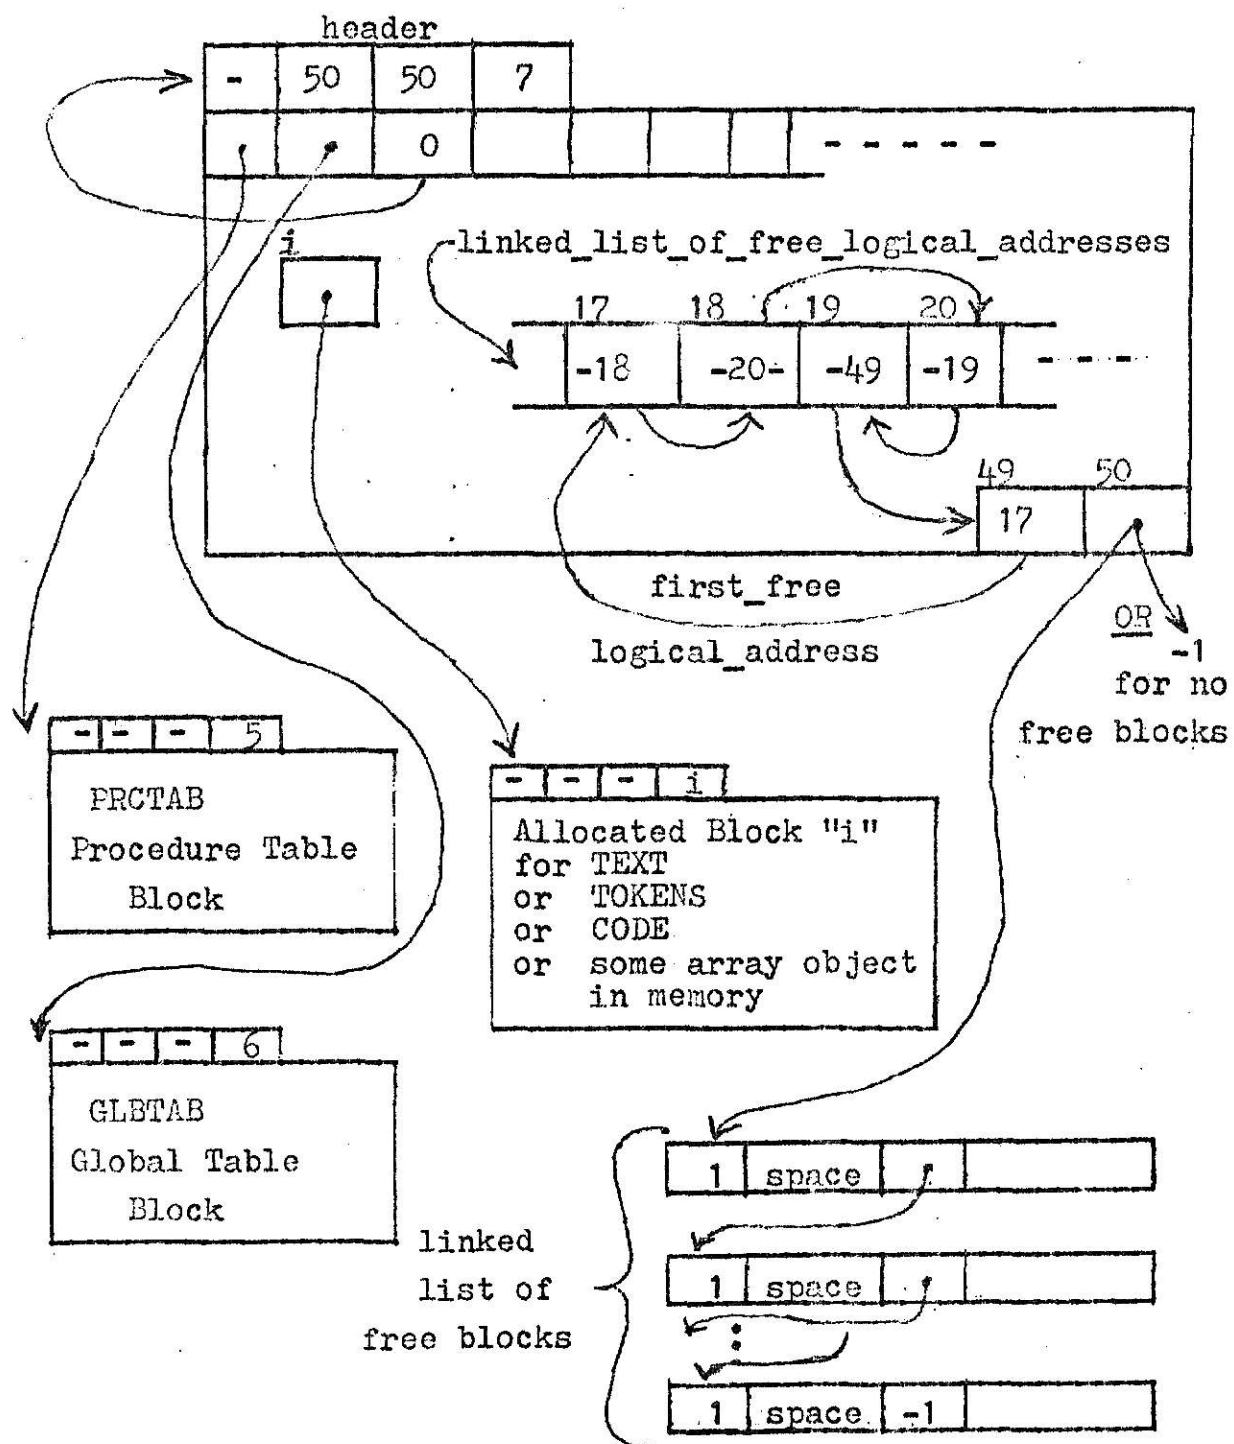 header
- 50 50 7
0 - - - - -
i
linked_list_of_free_logical_addresses
17 18 19 20
-18 -20- -49 -19 - - - -
49 50
17
first_free
logical_address
OR
-1
for no
free blocks
- - - 5
PRCTAB
Procedure Table
Block
- - - i
Allocated Block "i"
for TEXT
or TOKENS
or CODE
or some array object
in memory
- - - 6
GLBTAB
Global Table
Block
linked
list of
free blocks
1 space
1 space
1 space -1